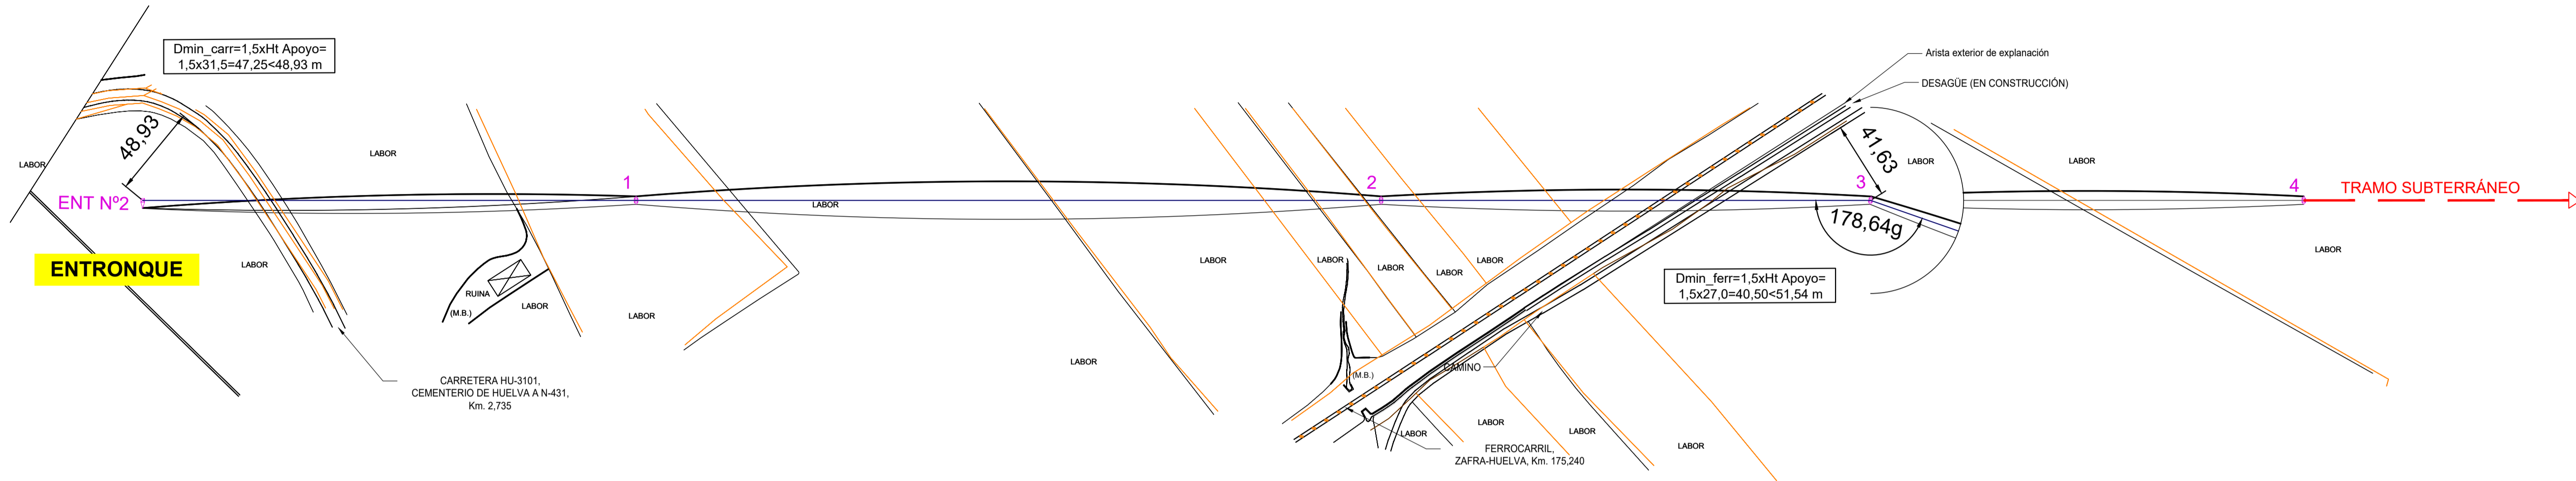 Dmin_carr=1,5xHt Apoyo=
1,5x31,5=47,25<48,93 m
48,93
LABOR
LABOR
ENT Nº2
ENTRONQUE
LABOR
RUINA
(M.B.)
LABOR
CARRETERA HU-3101,
CEMENTERIO DE HUELVA A N-431,
Km. 2,735
1
LABOR
LABOR
LABOR
LABOR
2
LABOR
LABOR
LABOR
LABOR
(M.B.)
CAMINO
LABOR
LABOR
LABOR
LABOR
FERROCARRIL,
ZAFRA-HUELVA, Km. 175,240
Arista exterior de explanación
DESAGÜE (EN CONSTRUCCIÓN)
41,63
LABOR
3
178,64g
Dmin_ferr=1,5xHt Apoyo=
1,5x27,0=40,50<51,54 m
LABOR
4
TRAMO SUBTERRÁNEO
LABOR